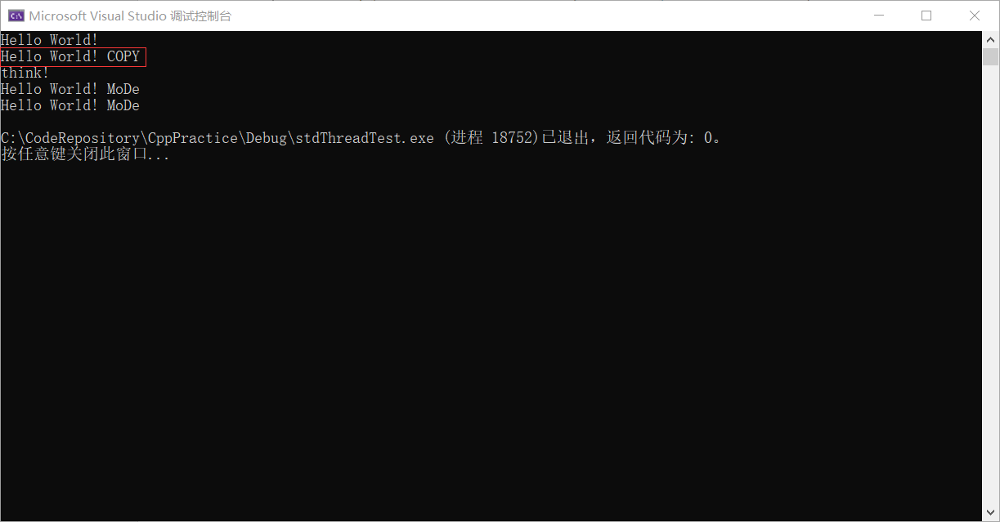 Microsoft Visual Studio 调试控制台
Hello World!
Hello World! COPY
think!
Hello World! MoDe
Hello World! MoDe
C:\CodeRepository\CppPractice\Debug\stdThreadTest.exe (进程 18752)已退出，返回代码为: 0。
按任意键关闭此窗口...